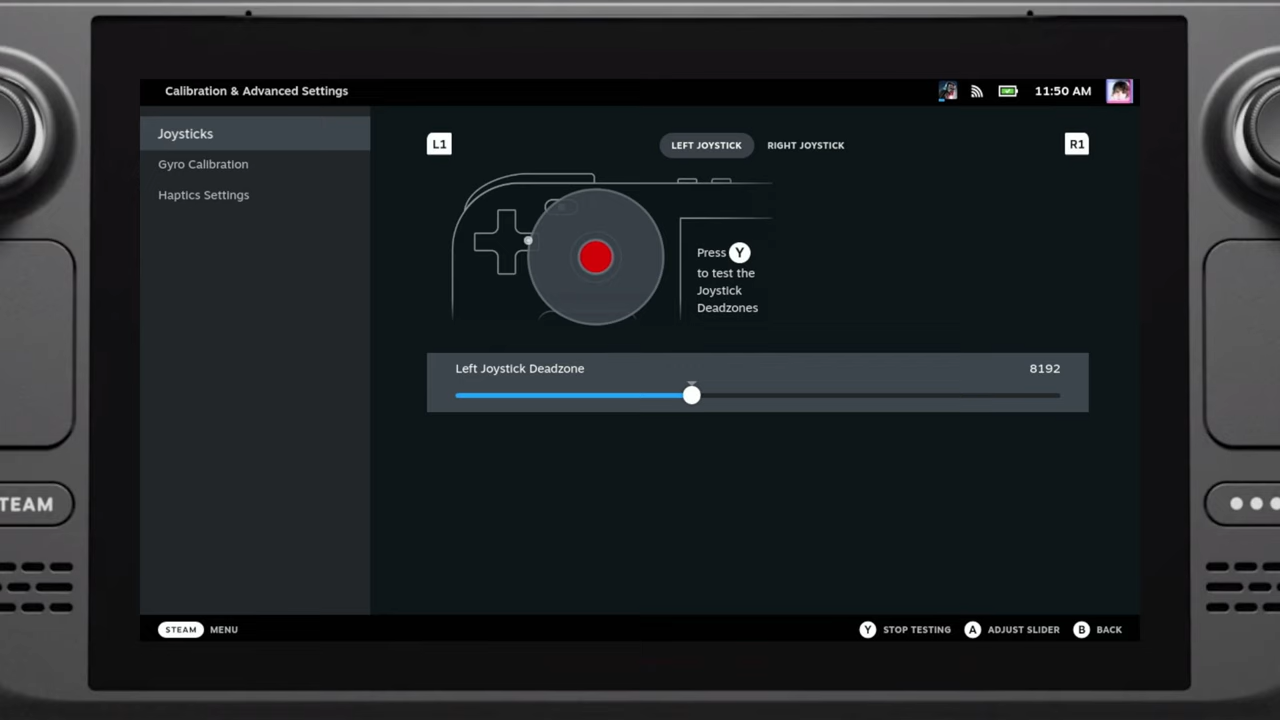 Calibration & Advanced Settings
11:50 AM
Joysticks
Gyro Calibration
Haptics Settings
L1
LEFT JOYSTICK
RIGHT JOYSTICK
R1
Press Y
to test the
Joystick
Deadzones
Left Joystick Deadzone
8192
TEAM
STEAM MENU
Y STOP TESTING
A ADJUST SLIDER
B BACK